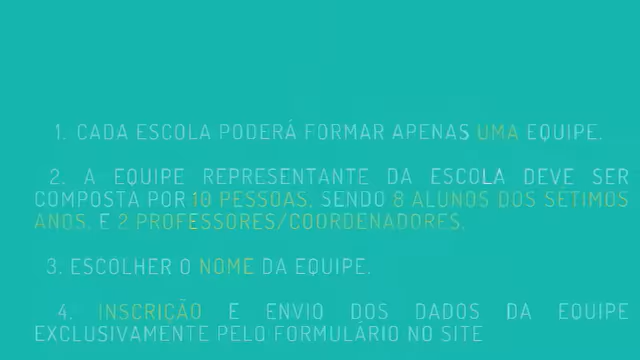 1. CADA ESCOLA PODERÁ FORMAR APENAS UMA EQUIPE.
2. A EQUIPE REPRESENTANTE DA ESCOLA DEVE SER
COMPOSTA POR 10 PESSOAS, SENDO 8 ALUNOS DOS SÉTIMOS
ANOS, E 2 PROFESSORES/COORDENADORES.
3. ESCOLHER O NOME DA EQUIPE.
4. INSCRIÇÃO E ENVIO DOS DADOS DA EQUIPE
EXCLUSIVAMENTE PELO FORMULÁRIO NO SITE